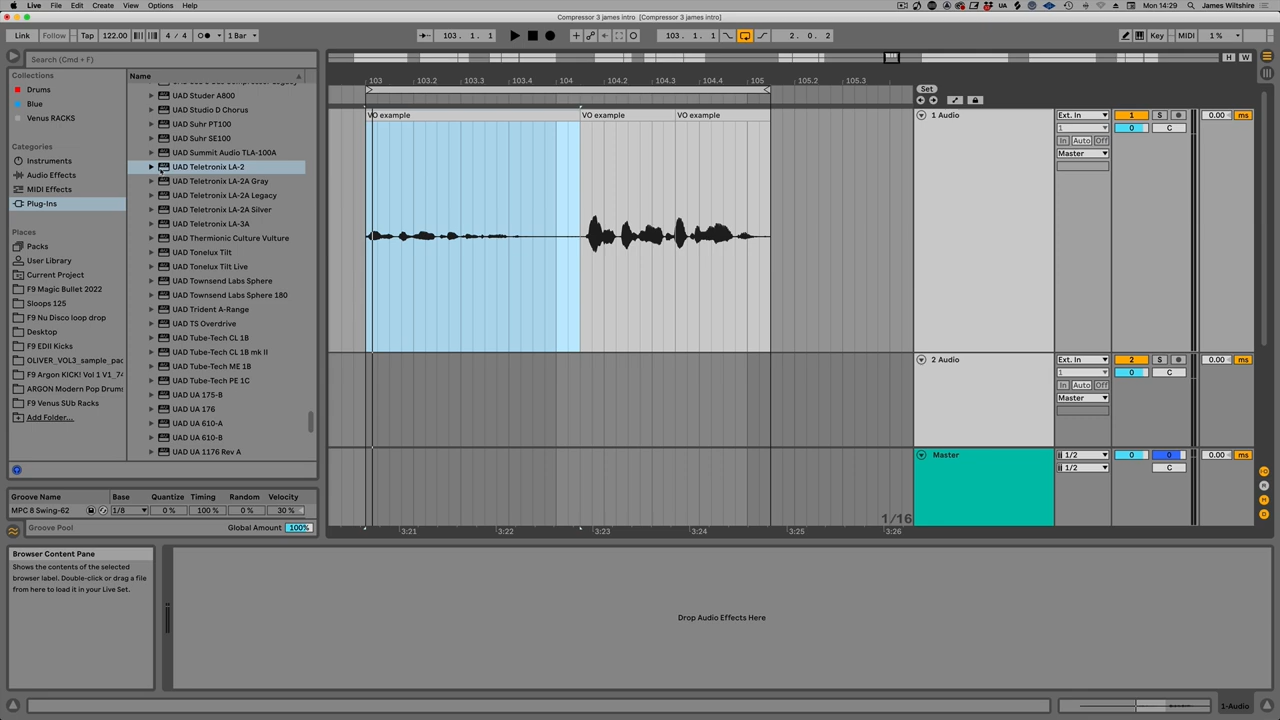 Live File Edit Create View Options Help UA Mon 14:29 James Wiltshire
Compressor 3 james intro [Compressor 3 james intro]
Link Follow Tap 122.00 4 / 4 1 Bar 103. 1. 1 103. 1. 1 2. 0. 2 Key MIDI 1 %
Search (Cmd + F)
H W
Collections
Drums
Blue
Venus RACKS
Categories
Instruments
Audio Effects
MIDI Effects
Plug-Ins
Places
Packs
User Library
Current Project
F9 Magic Bullet 2022
Sloops 125
F9 Nu Disco loop drop
Desktop
F9 EDII Kicks
OLIVER_VOL3_sample_pac
F9 Argon KICK! Vol 1 V1_74
ARGON Modern Pop Drums
F9 Venus SUb Racks
Add Folder...
Name
UAD Studer A800
UAD Studio D Chorus
UAD Suhr PT100
UAD Suhr SE100
UAD Summit Audio TLA-100A
UAD Teletronix LA-2
UAD Teletronix LA-2A Gray
UAD Teletronix LA-2A Legacy
UAD Teletronix LA-2A Silver
UAD Teletronix LA-3A
UAD Thermionic Culture Vulture
UAD Tonelux Tilt
UAD Tonelux Tilt Live
UAD Townsend Labs Sphere
UAD Townsend Labs Sphere 180
UAD Trident A-Range
UAD TS Overdrive
UAD Tube-Tech CL 1B
UAD Tube-Tech CL 1B mk II
UAD Tube-Tech ME 1B
UAD Tube-Tech PE 1C
UAD UA 175-B
UAD UA 176
UAD UA 610-A
UAD UA 610-B
UAD UA 1176 Rev A
103 103.2 103.3 103.4 104 104.2 104.3 104.4 105 105.2 105.3
Set
VO example VO example VO example
1 Audio Ext. In 1 S 0.00 ms
1 0 C
In Auto Off
Master
2 Audio Ext. In 2 S 0.00 ms
1 0 C
In Auto Off
Master
Master 1/2 0 0 0.00 ms
1/2 C
1/16
3:21 3:22 3:23 3:24 3:25 3:26
Groove Name Base Quantize Timing Random Velocity
MPC 8 Swing-62 1/8 0 % 100 % 0 % 30 %
Groove Pool Global Amount 100%
Browser Content Pane
Shows the contents of the selected
browser label. Double-click or drag a file
from here to load it in your Live Set.
Drop Audio Effects Here
1-Audio